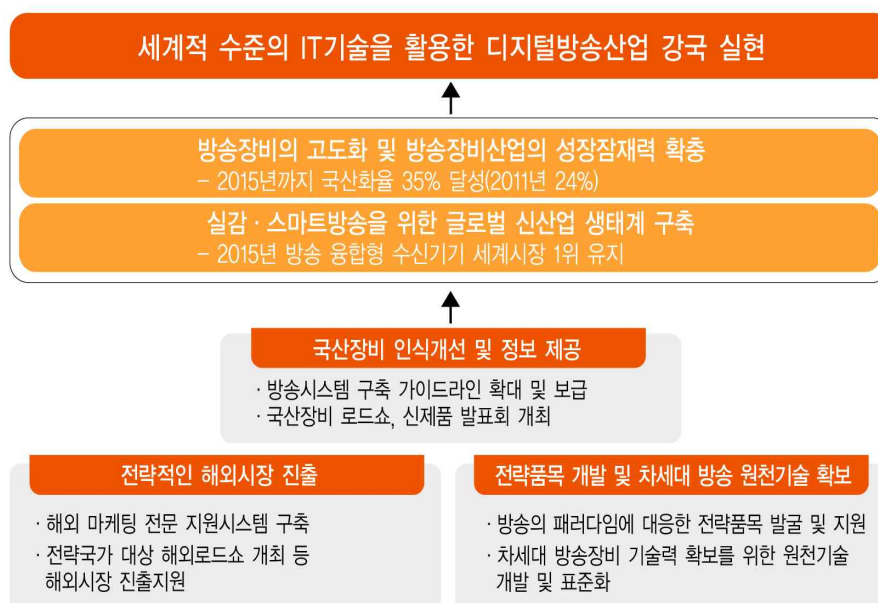 세계적 수준의 IT기술을 활용한 디지털방송산업 강국 실현
방송장비의 고도화 및 방송장비산업의 성장잠재력 확충
– 2015년까지 국산화율 35% 달성(2011년 24%)
실감 · 스마트방송을 위한 글로벌 신산업 생태계 구축
– 2015년 방송 융합형 수신기기 세계시장 1위 유지
국산장비 인식개선 및 정보 제공
· 방송시스템 구축 가이드라인 확대 및 보급
· 국산장비 로드쇼, 신제품 발표회 개최
전략적인 해외시장 진출
· 해외 마케팅 전문 지원시스템 구축
· 전략국가 대상 해외로드쇼 개최 등
해외시장 진출지원
전략품목 개발 및 차세대 방송 원천기술 확보
· 방송의 패러다임에 대응한 전략품목 발굴 및 지원
· 차세대 방송장비 기술력 확보를 위한 원천기술
개발 및 표준화